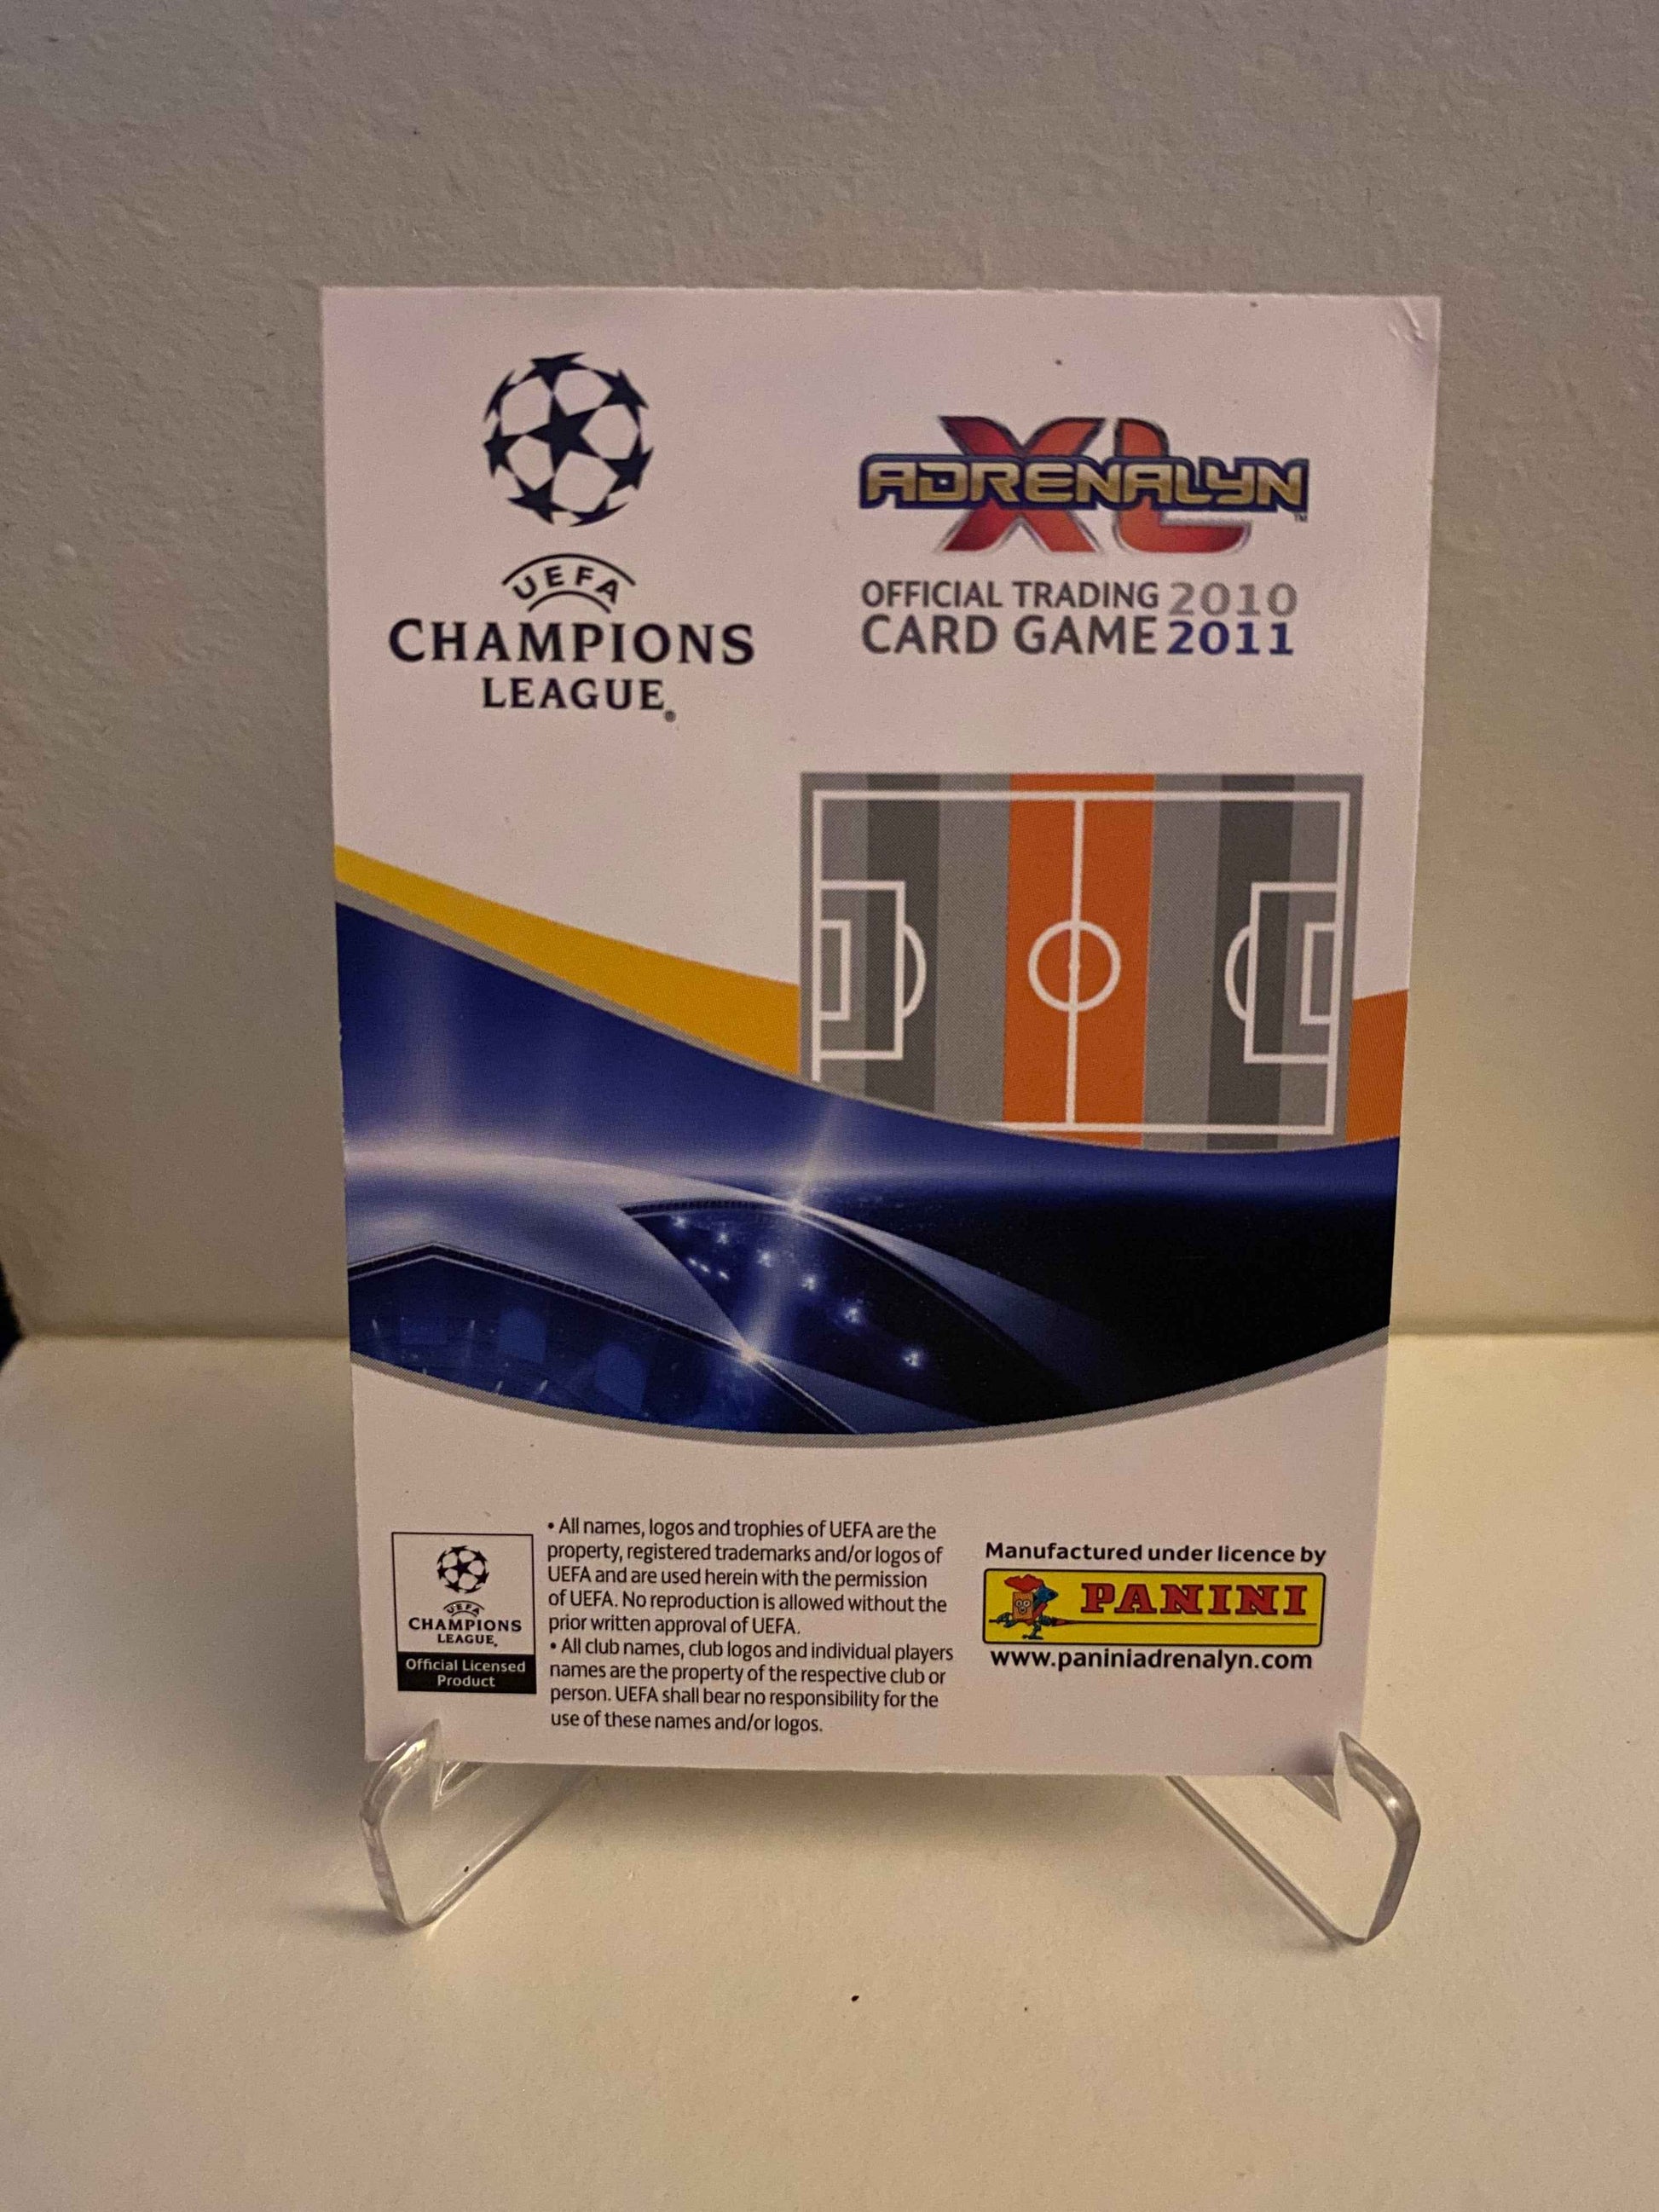 UEFA
CHAMPIONS
LEAGUE®
ADRENALYN
XL™
OFFICIAL TRADING 2010
CARD GAME 2011
UEFA
CHAMPIONS
LEAGUE®
Official Licensed
Product
• All names, logos and trophies of UEFA are the
property, registered trademarks and/or logos of
UEFA and are used herein with the permission
of UEFA. No reproduction is allowed without the
prior written approval of UEFA.
• All club names, club logos and individual players
names are the property of the respective club or
person. UEFA shall bear no responsibility for the
use of these names and/or logos.
Manufactured under licence by
PANINI
www.paniniadrenalyn.com